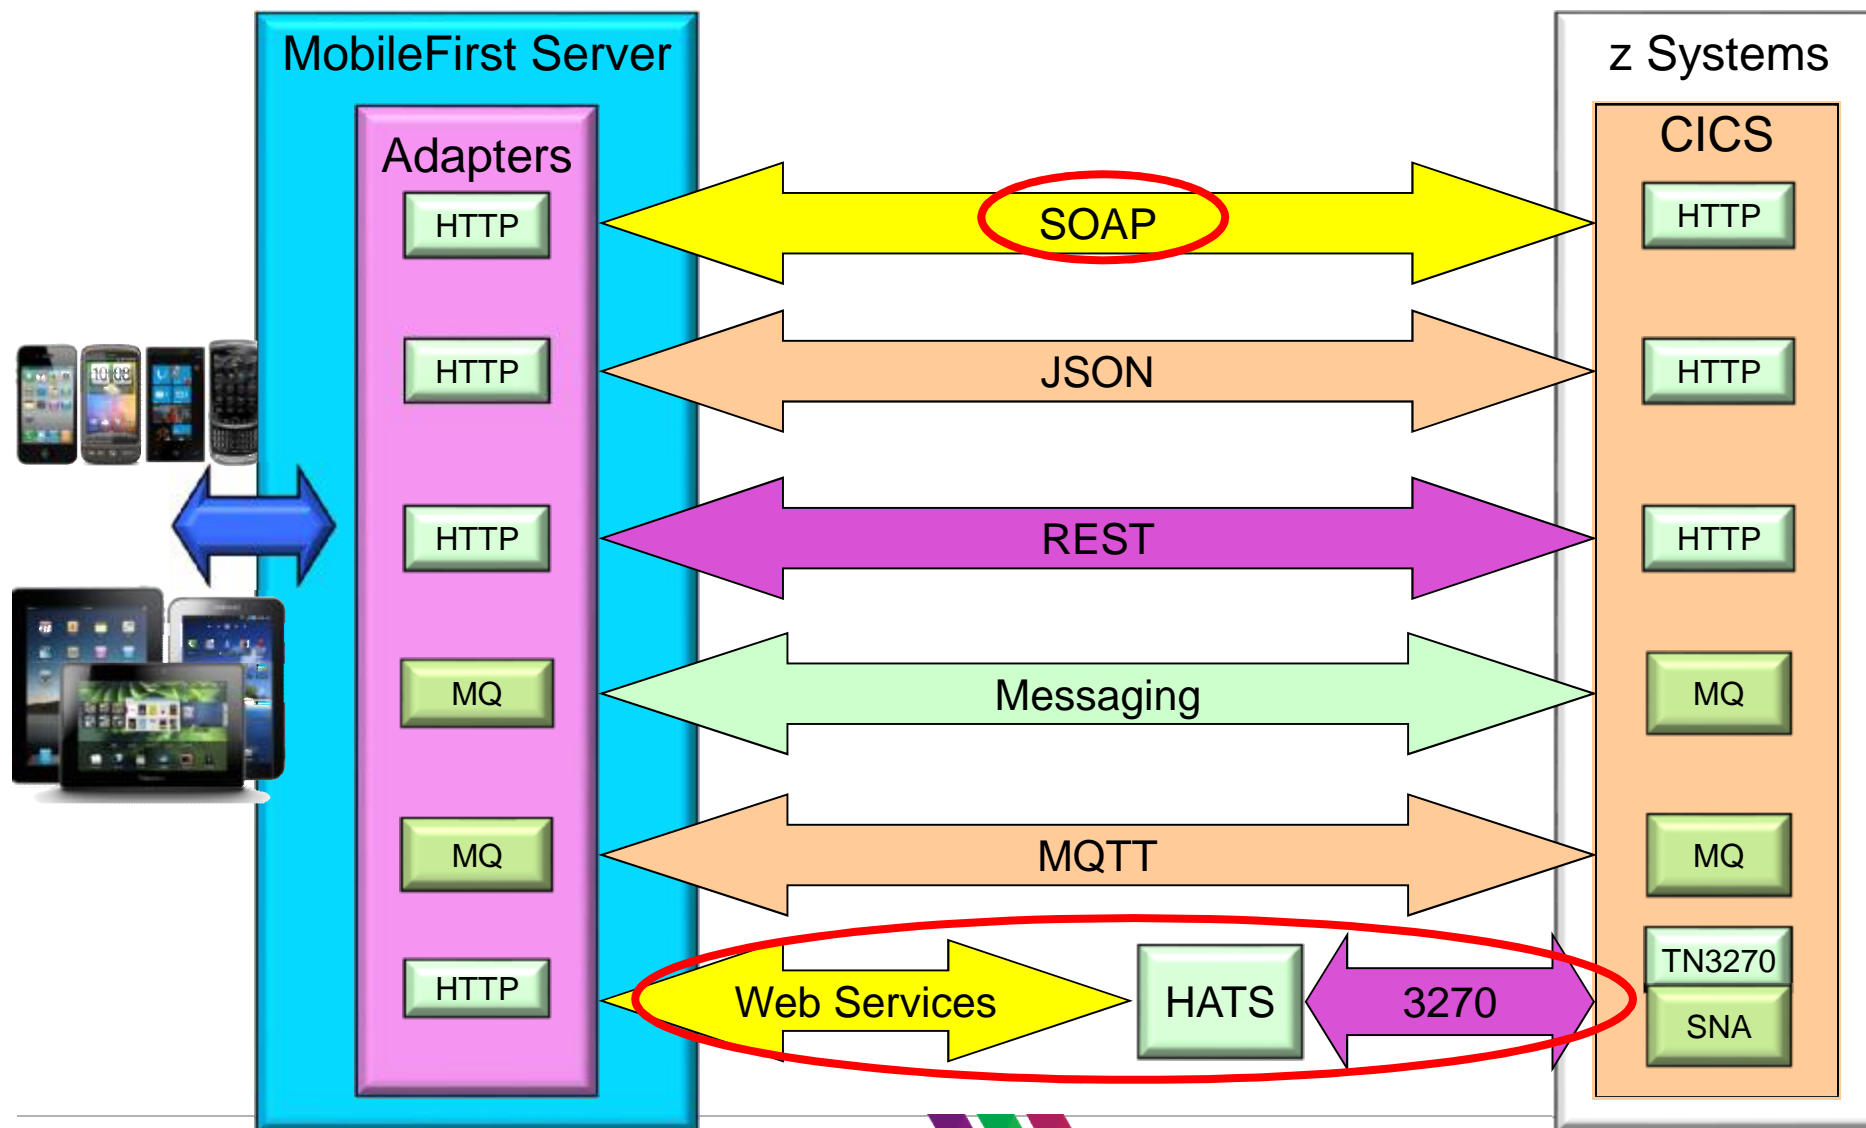 MobileFirst Server
z Systems
Adapters
CICS
HTTP
SOAP
HTTP
HTTP
JSON
HTTP
HTTP
REST
HTTP
MQ
Messaging
MQ
MQ
MQTT
MQ
HTTP
Web Services
HATS
3270
TN3270
SNA